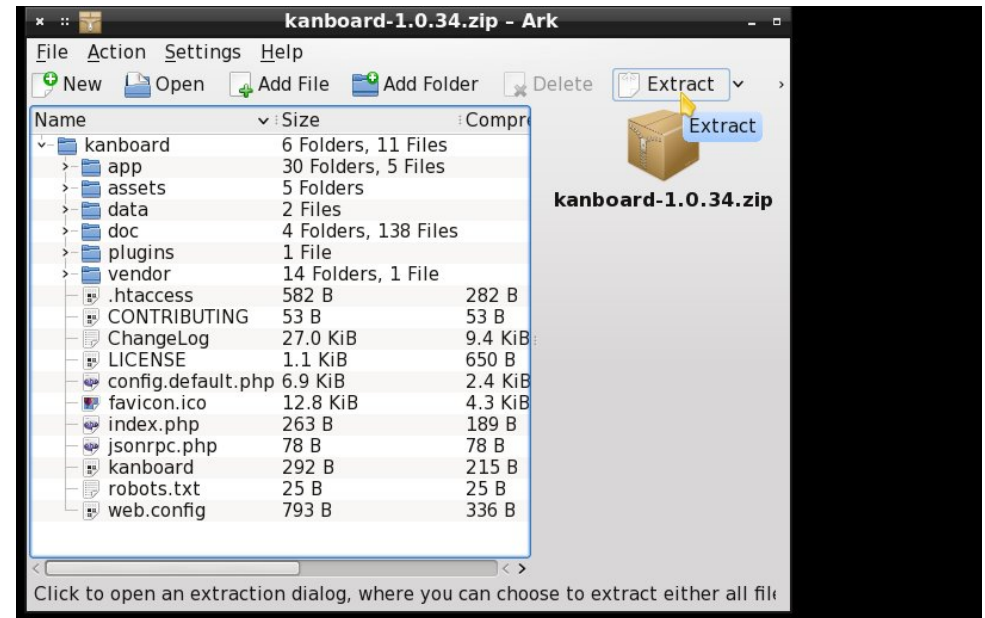 kanboard-1.0.34.zip – Ark
File Action Settings Help
New Open Add File Add Folder Delete Extract
Name Size Compre
Extract
kanboard 6 Folders, 11 Files
app 30 Folders, 5 Files
assets 5 Folders
kanboard-1.0.34.zip
data 2 Files
doc 4 Folders, 138 Files
plugins 1 File
vendor 14 Folders, 1 File
.htaccess 582 B 282 B
CONTRIBUTING 53 B 53 B
ChangeLog 27.0 KiB 9.4 KiB
LICENSE 1.1 KiB 650 B
config.default.php 6.9 KiB 2.4 KiB
favicon.ico 12.8 KiB 4.3 KiB
index.php 263 B 189 B
jsonrpc.php 78 B 78 B
kanboard 292 B 215 B
robots.txt 25 B 25 B
web.config 793 B 336 B
Click to open an extraction dialog, where you can choose to extract either all file